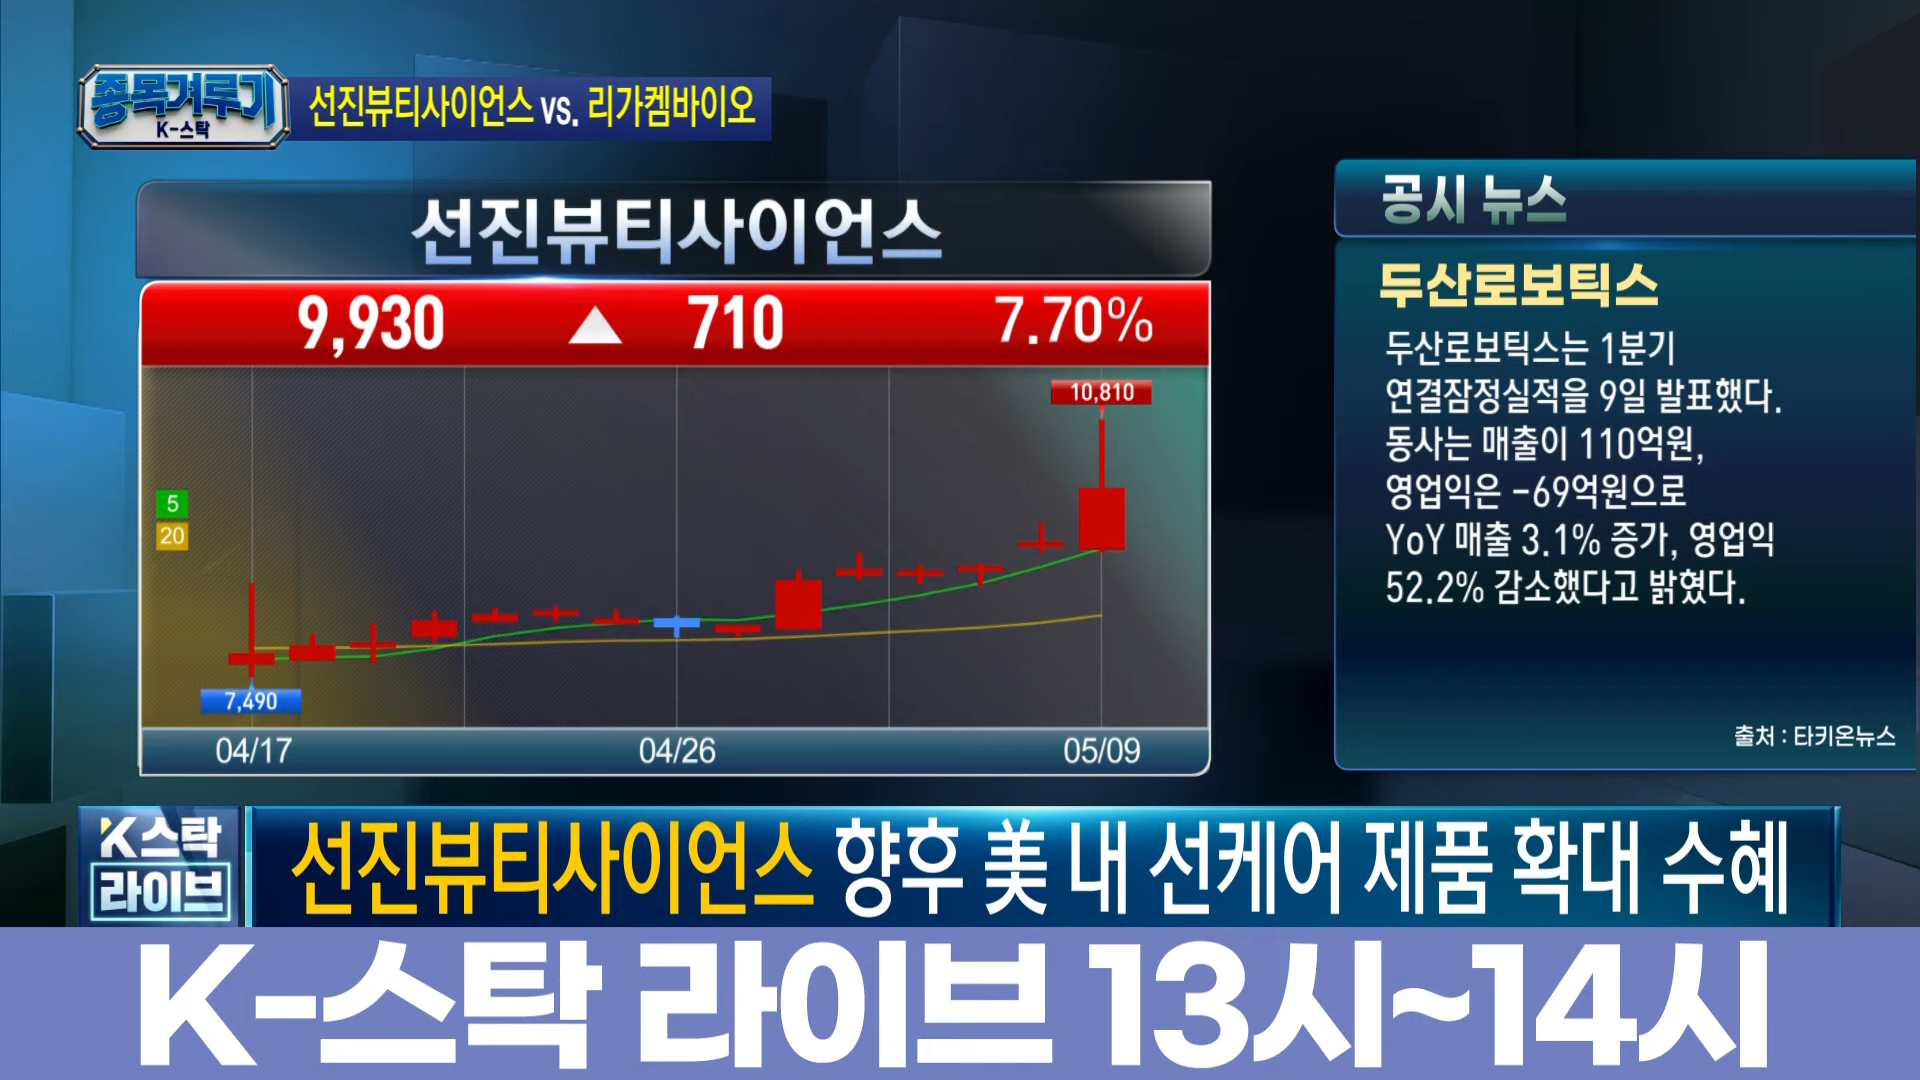 종목겨루기
K-스탁
선진뷰티사이언스 vs. 리가켐바이오
선진뷰티사이언스
9,930 ▲ 710 7.70%
10,810
5
20
7,490
04/17 04/26 05/09
공시 뉴스
두산로보틱스
두산로보틱스는 1분기
연결잠정실적을 9일 발표했다.
동사는 매출이 110억원,
영업익은 -69억원으로
YoY 매출 3.1% 증가, 영업익
52.2% 감소했다고 밝혔다.
출처 : 타키온뉴스
K스탁
라이브
선진뷰티사이언스 향후 美 내 선케어 제품 확대 수혜
K-스탁 라이브 13시~14시